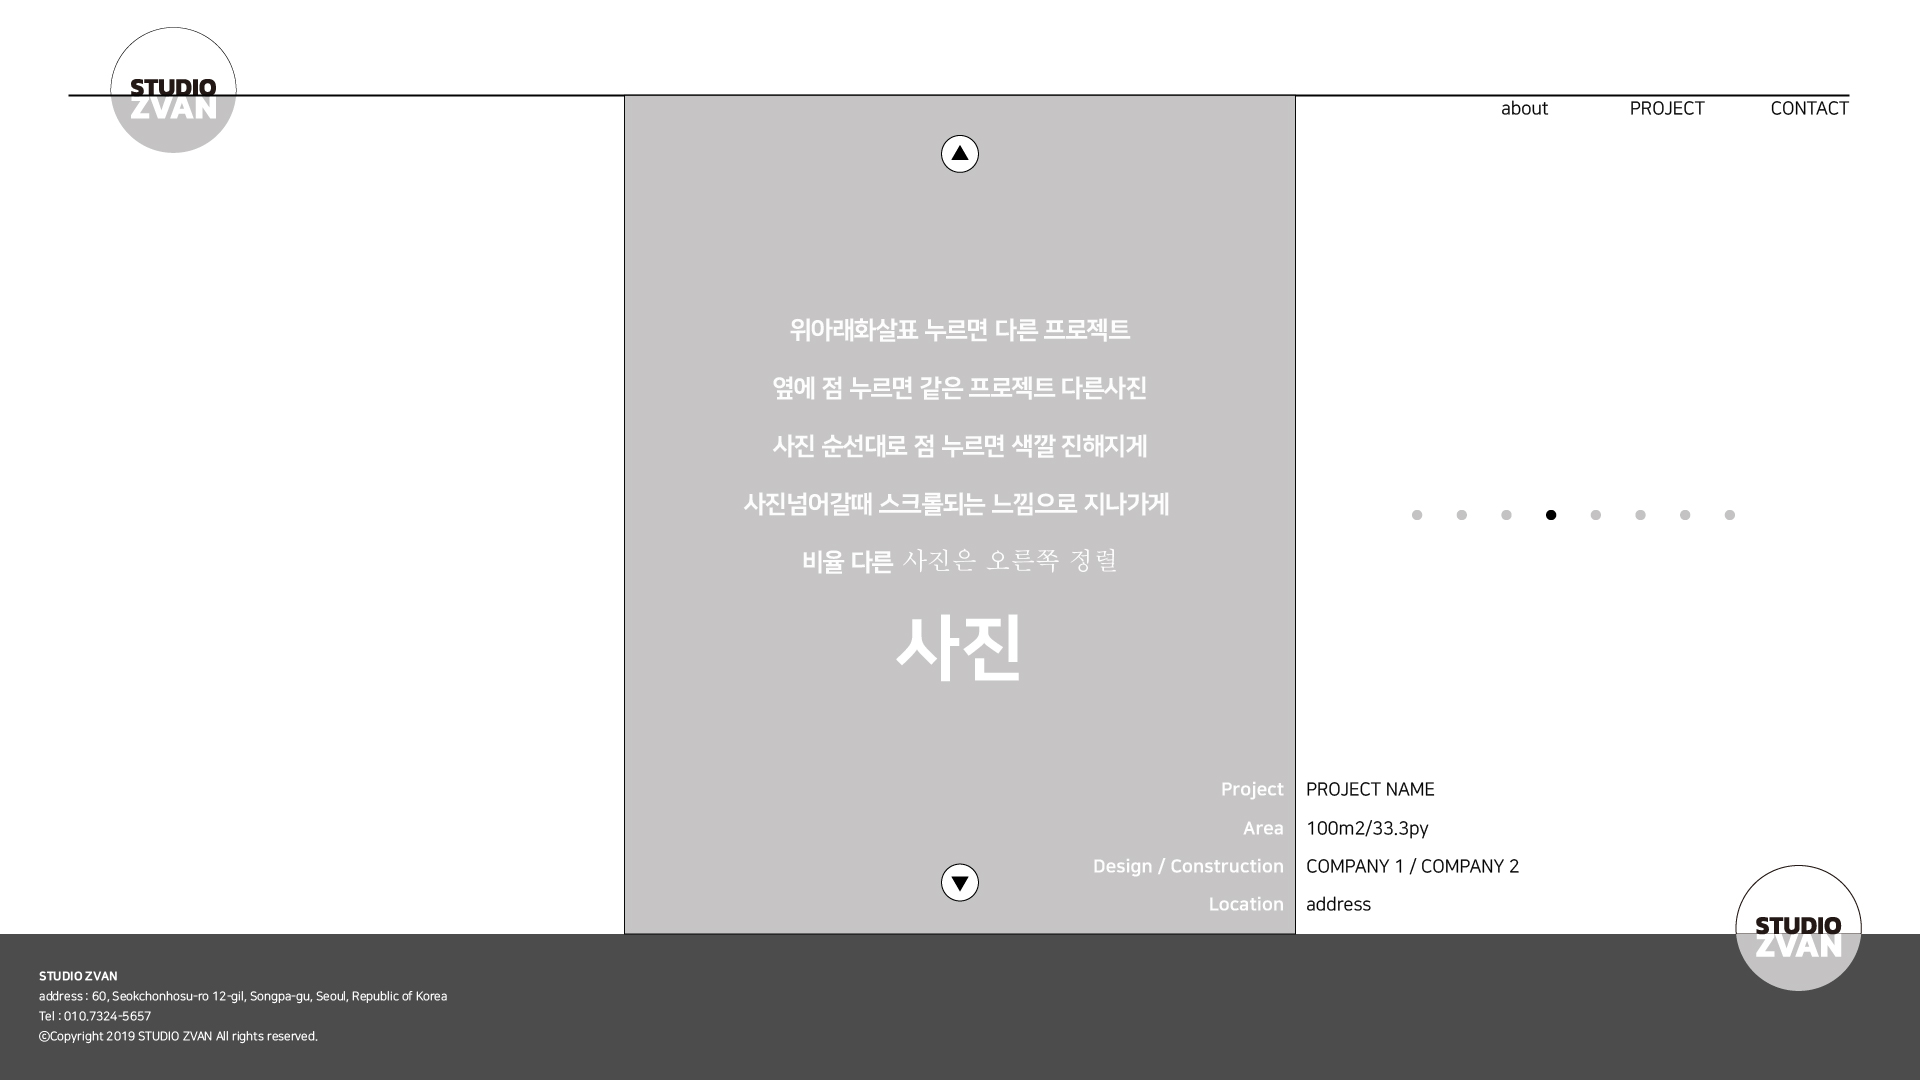 STUDIO
ZVAN
about
PROJECT
CONTACT
위아래화살표 누르면 다른 프로젝트
옆에 점 누르면 같은 프로젝트 다른사진
사진 순선대로 점 누르면 색깔 진해지게
사진넘어갈때 스크롤되는 느낌으로 지나가게
비율 다른 사진은 오른쪽 정렬
사진
Project PROJECT NAME
Area 100m2/33.3py
Design / Construction COMPANY 1 / COMPANY 2
Location address
STUDIO
ZVAN
STUDIO ZVAN
address : 60, Seokchonhosu-ro 12-gil, Songpa-gu, Seoul, Republic of Korea
Tel : 010.7324-5657
©Copyright 2019 STUDIO ZVAN All rights reserved.